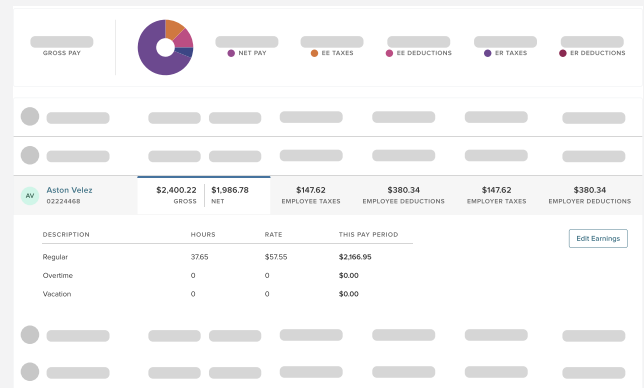 GROSS PAY
NET PAY
EE TAXES
EE DEDUCTIONS
ER TAXES
ER DEDUCTIONS
AV
Aston Velez
02224468
$2,400.22
GROSS
$1,986.78
NET
$147.62
EMPLOYEE TAXES
$380.34
EMPLOYEE DEDUCTIONS
$147.62
EMPLOYER TAXES
$380.34
EMPLOYER DEDUCTIONS
DESCRIPTION HOURS RATE THIS PAY PERIOD
Edit Earnings
Regular 37.65 $57.55 $2,166.95
Overtime 0 0 $0.00
Vacation 0 0 $0.00